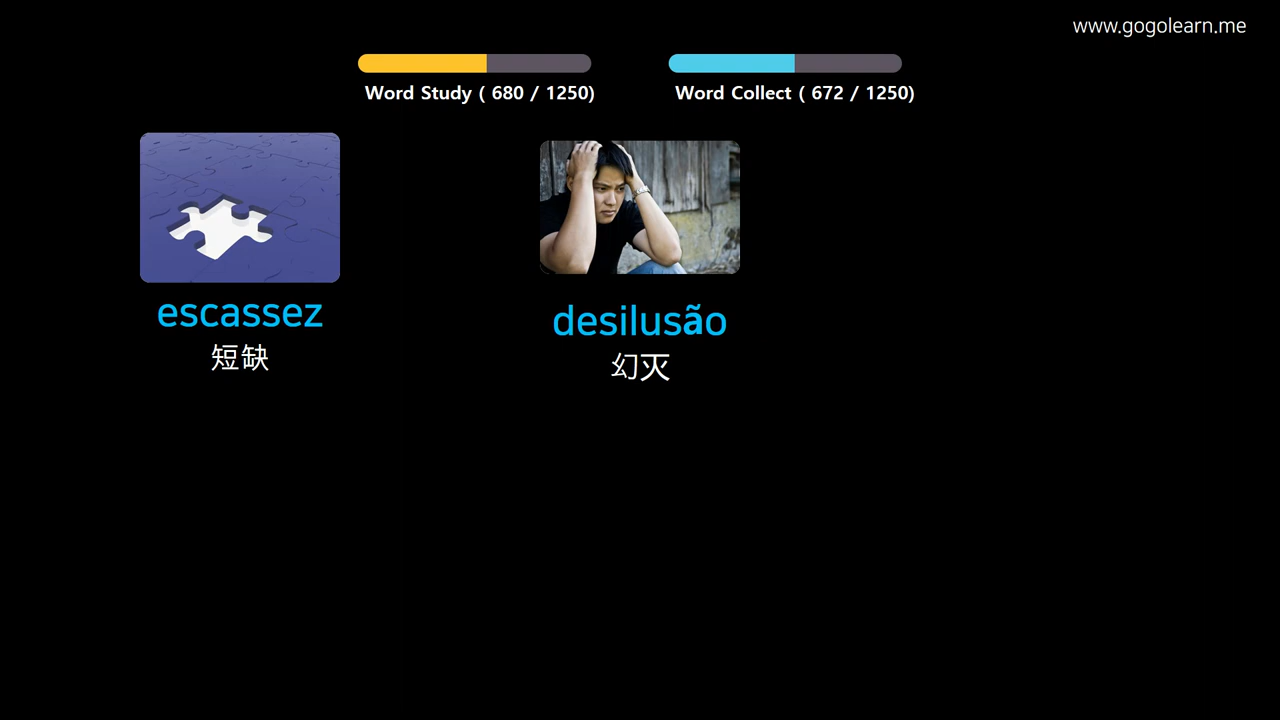 www.gogolearn.me
Word Study ( 680 / 1250)
Word Collect ( 672 / 1250)
escassez
短缺
desilusão
幻灭